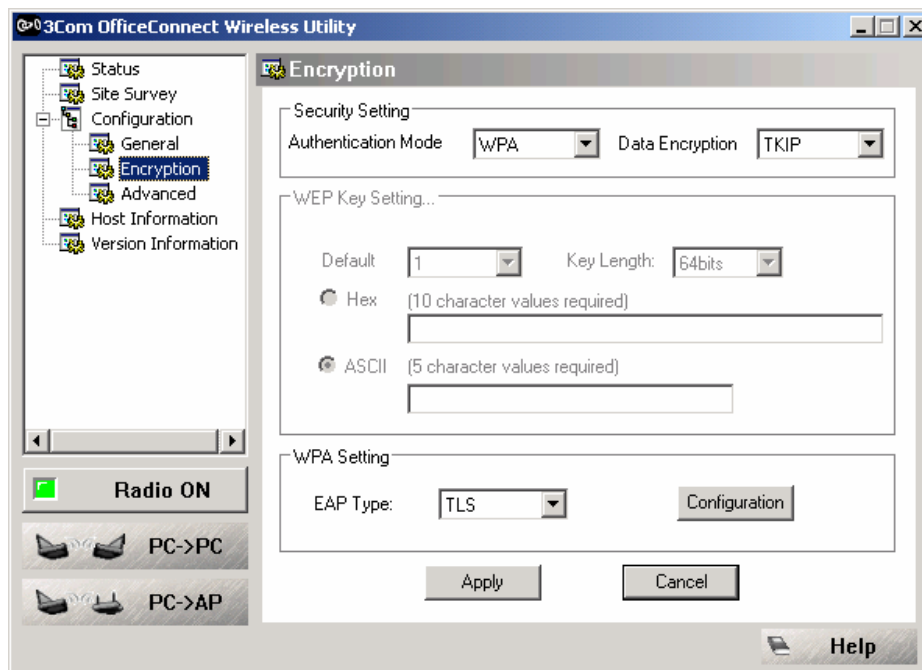 3Com OfficeConnect Wireless Utility
Status
Site Survey
Configuration
General
Encryption
Advanced
Host Information
Version Information
Radio ON
PC->PC
PC->AP
Encryption
Security Setting
Authentication Mode WPA Data Encryption TKIP
WEP Key Setting...
Default 1 Key Length: 64bits
Hex (10 character values required)
ASCII (5 character values required)
WPA Setting
EAP Type: TLS Configuration
Apply Cancel
Help